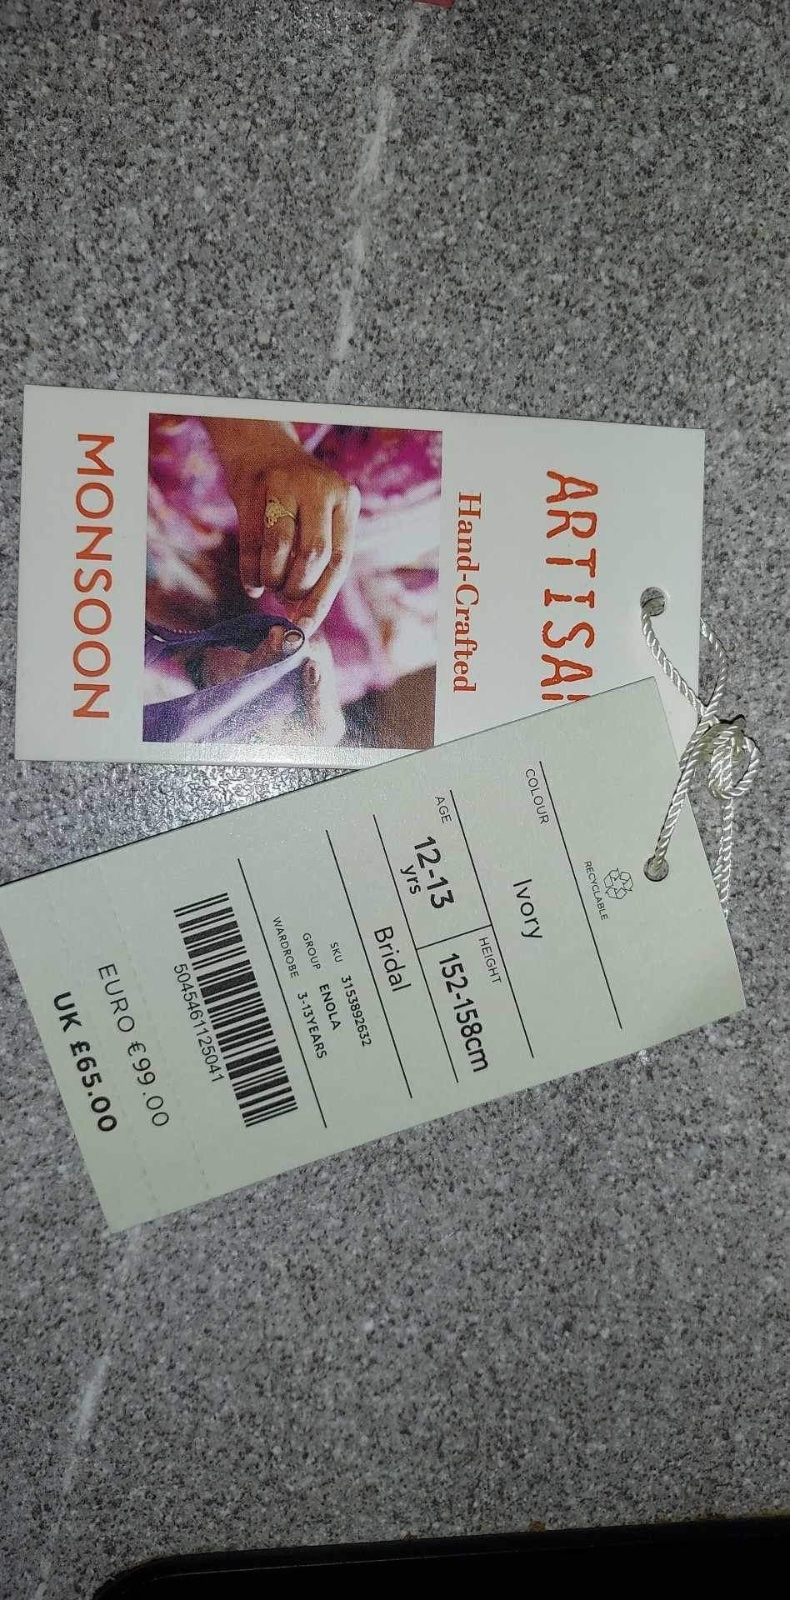 ARTISA
Hand-Crafted
MONSOON
RECYCLABLE
COLOUR
Ivory
AGE
12-13
yrs
HEIGHT
152-158cm
Bridal
SKU 3153892632
GROUP ENOLA
WARDROBE 3-13YEARS
5045461125041
EURO €99.00
UK £65.00